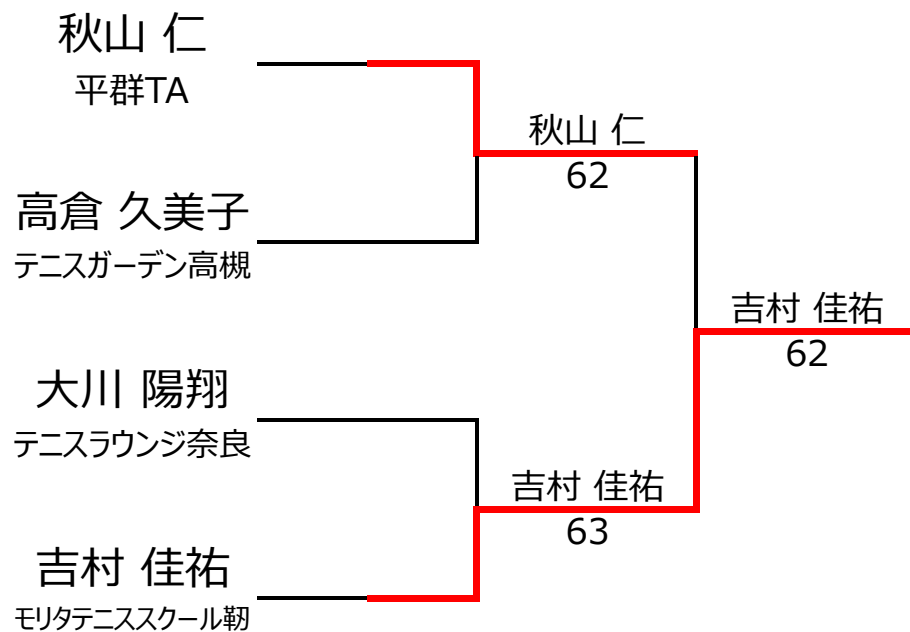 秋山 仁
平群TA
秋山 仁
62
高倉 久美子
テニスガーデン高槻
吉村 佳祐
62
大川 陽翔
テニスラウンジ奈良
吉村 佳祐
63
吉村 佳祐
モリタテニススクール靭